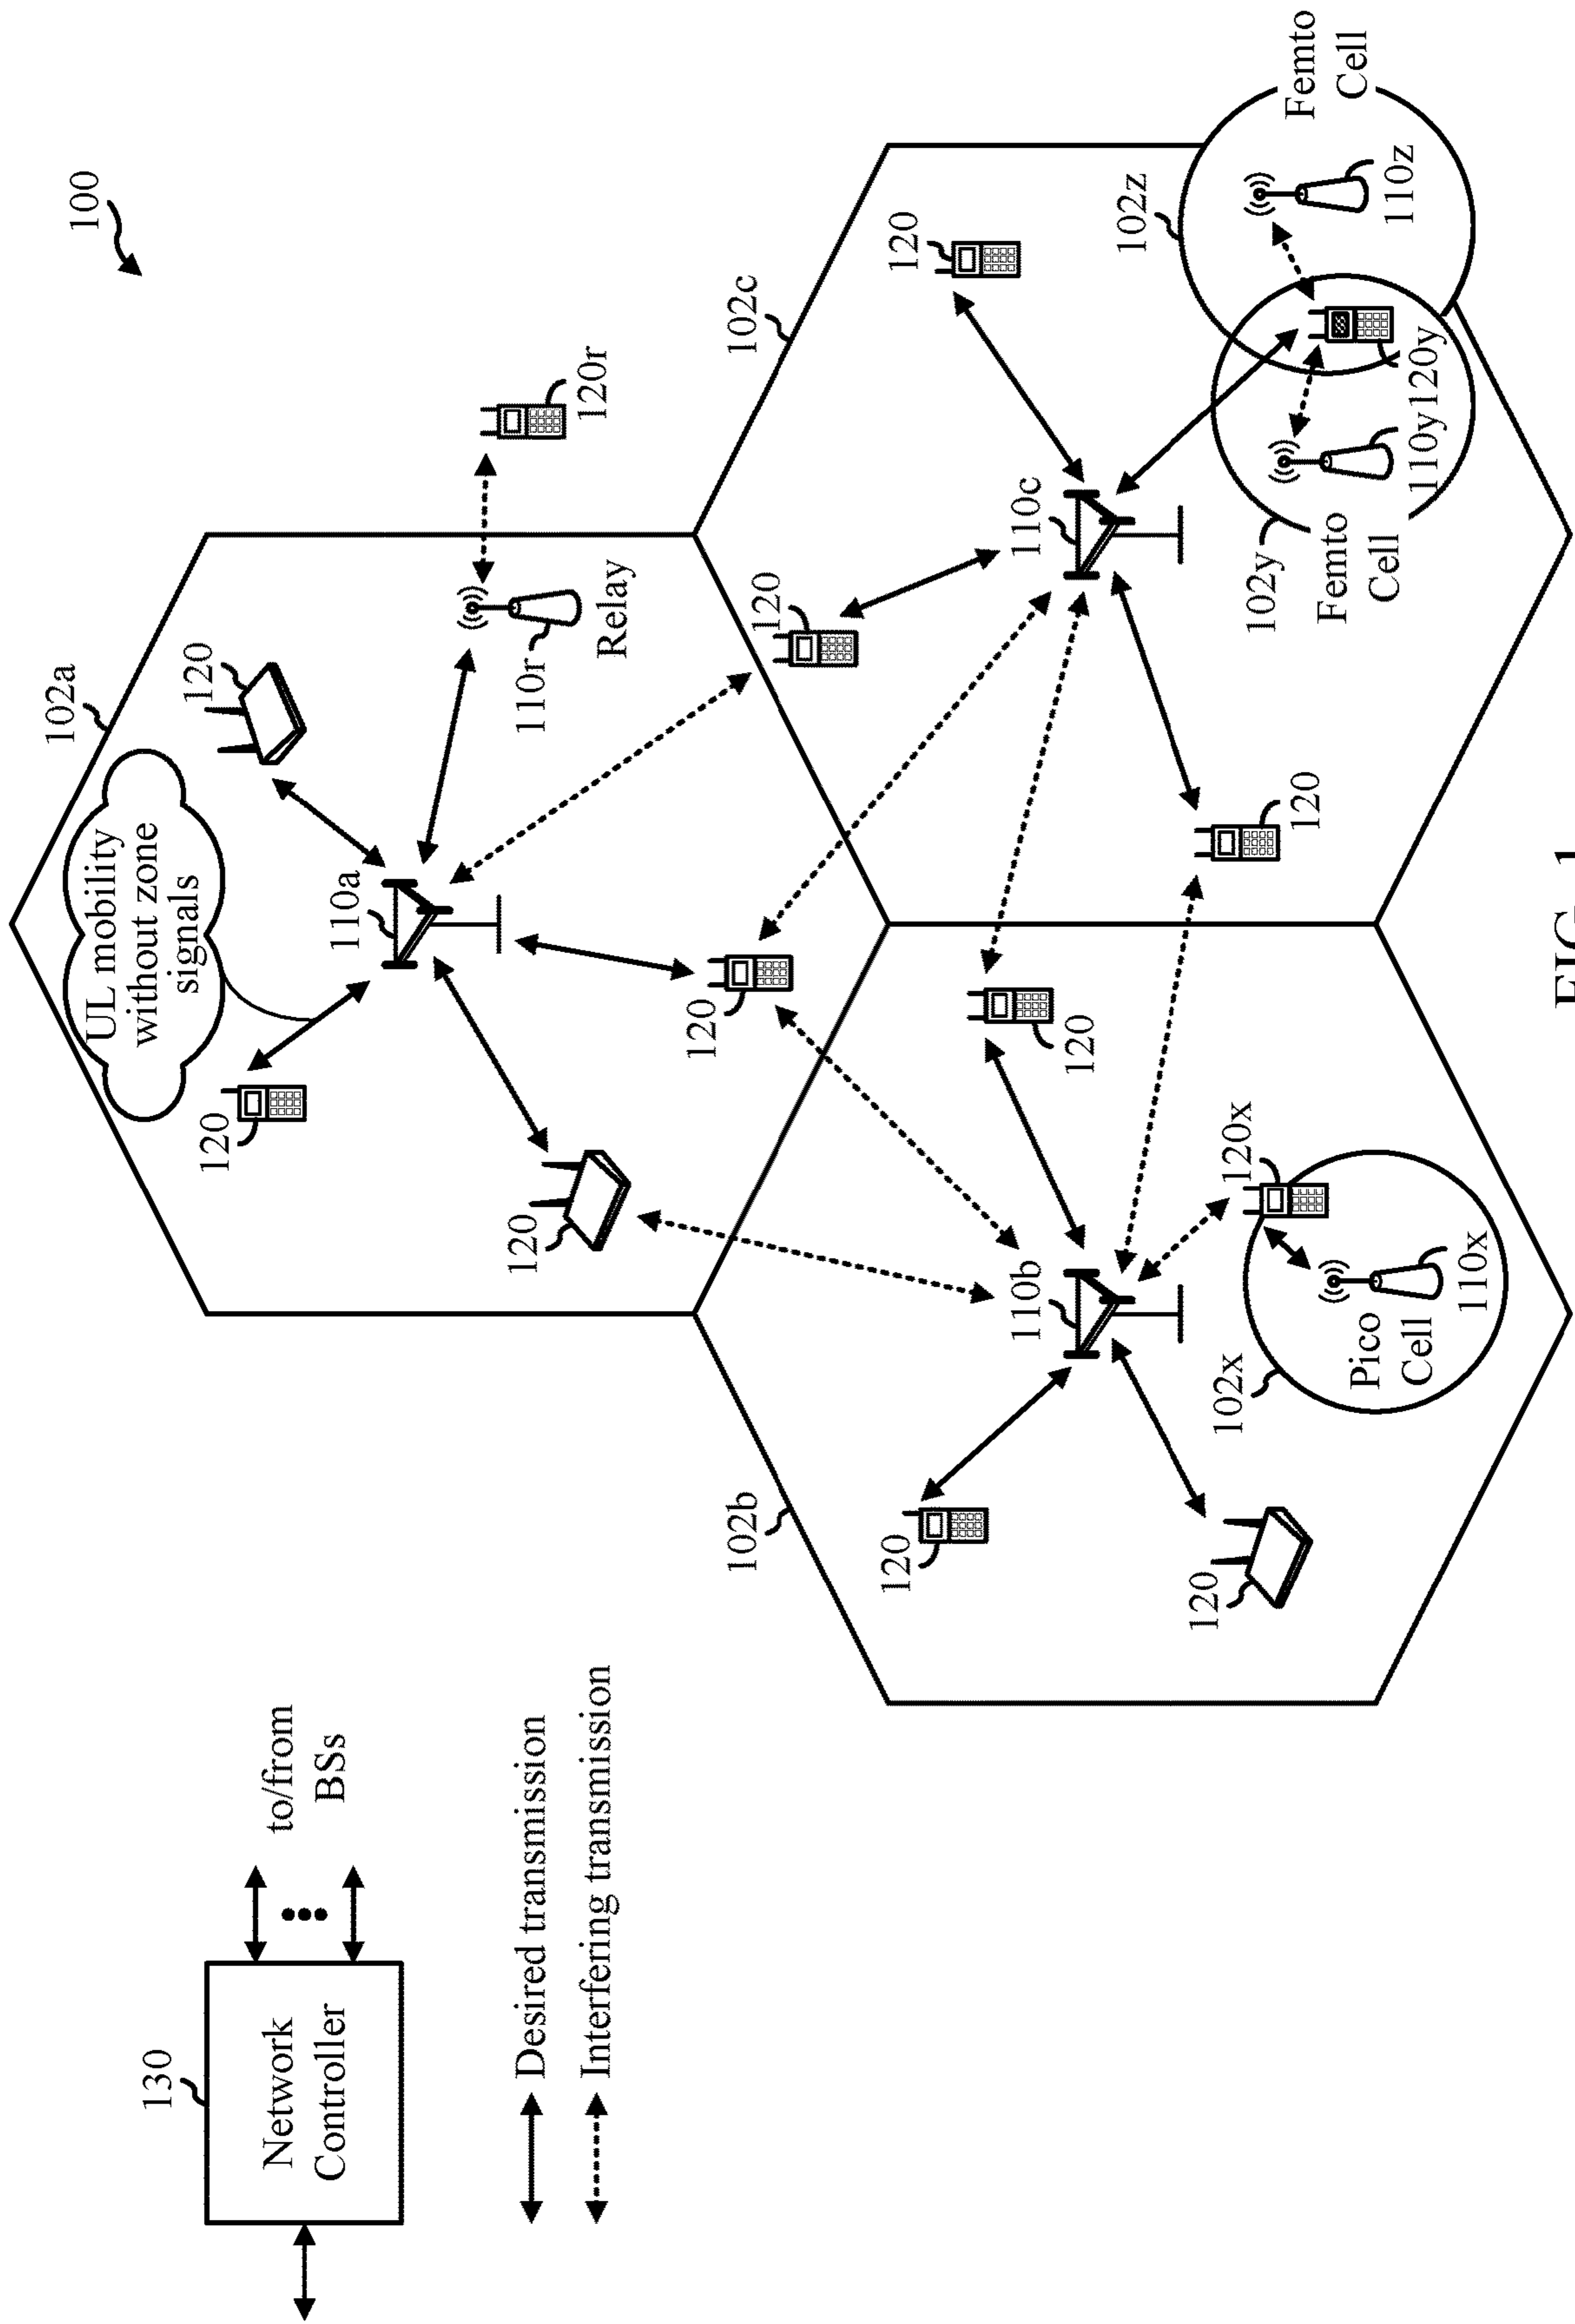 100
102a
130
UL mobility
without zone
signals
120
120
Network
Controller
to/from
BSs
110a
Desired transmission
Interfering transmission
120
110r
Relay
120r
120
102b
102c
120
120
120
110b
110c
120
102z
120
102x
120x
120
102y
Pico
Cell
110x
Femto
Cell
110y
120y
110z
Femto
Cell
FIG. 1